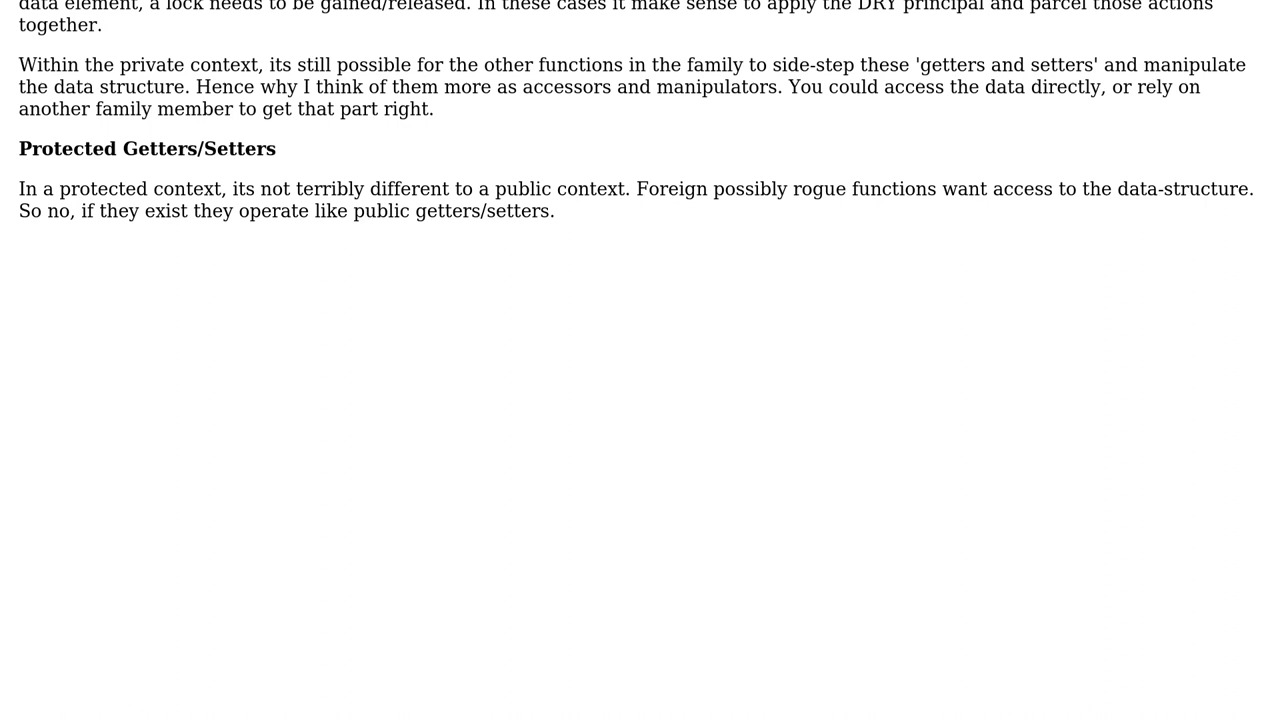 data element, a lock needs to be gained/released. In these cases it make sense to apply the DRY principal and parcel those actions
together.
Within the private context, its still possible for the other functions in the family to side-step these 'getters and setters' and manipulate
the data structure. Hence why I think of them more as accessors and manipulators. You could access the data directly, or rely on
another family member to get that part right.
Protected Getters/Setters
In a protected context, its not terribly different to a public context. Foreign possibly rogue functions want access to the data-structure.
So no, if they exist they operate like public getters/setters.